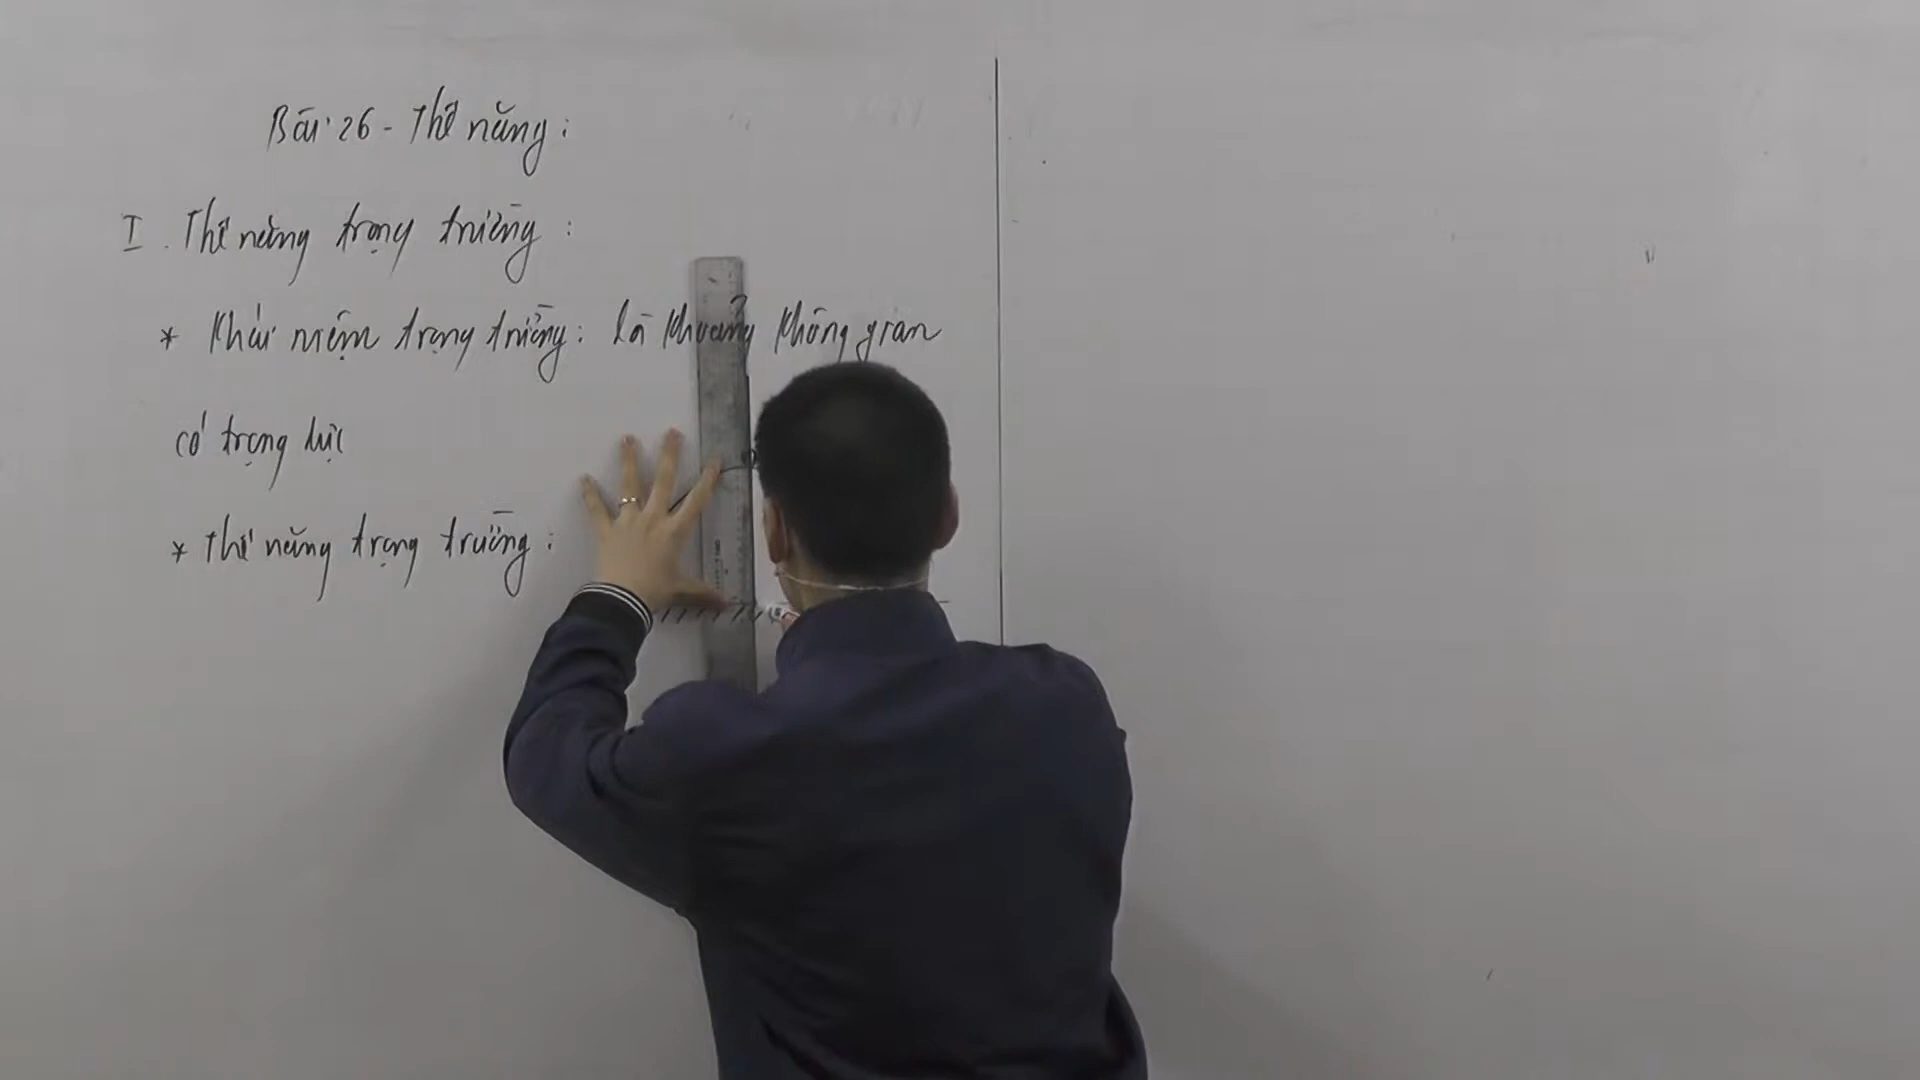 Bài 26 - Thế năng :
I. Thế năng trọng trường :
* Khái niệm trọng trường : là khoảng không gian
có trọng lực
* Thế năng trọng trường :